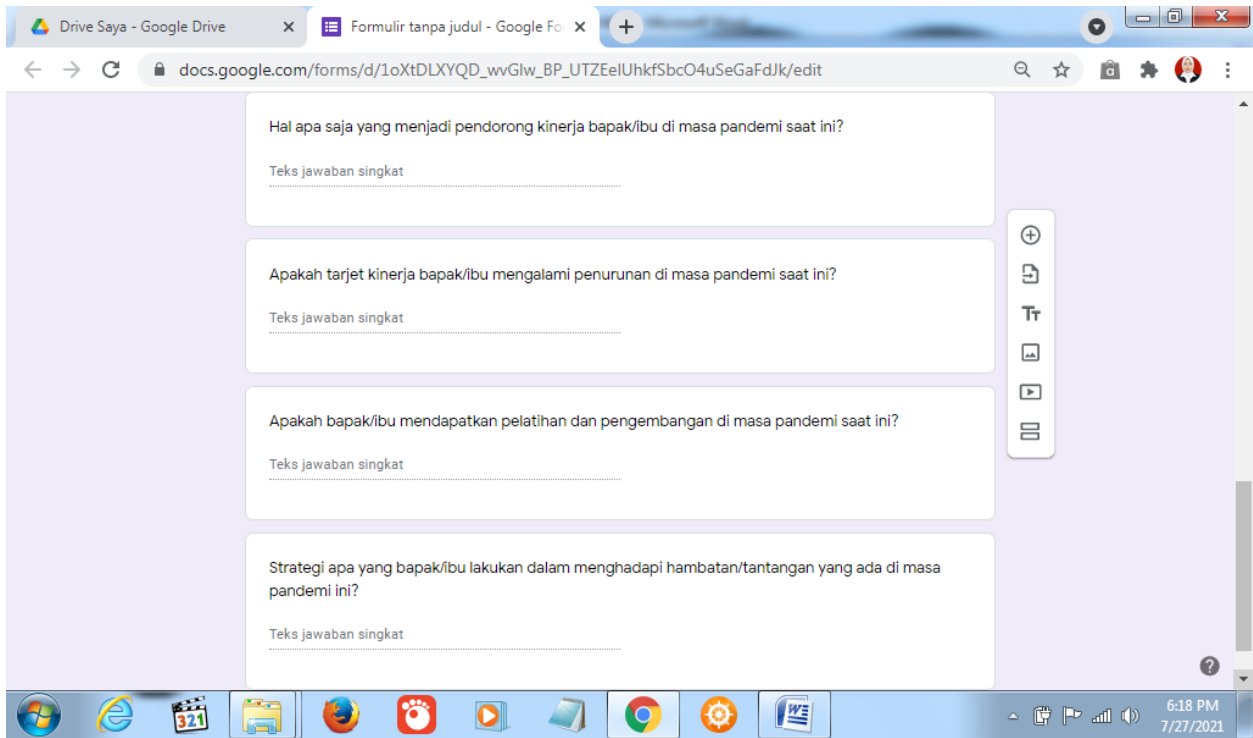 Drive Saya - Google Drive
Formulir tanpa judul - Google Fo
docs.google.com/forms/d/1oXtDLXYQD_wvGlw_BP_UTZEelUhkfSbcO4uSeGaFdJk/edit
Hal apa saja yang menjadi pendorong kinerja bapak/ibu di masa pandemi saat ini?
Teks jawaban singkat
Apakah tarjet kinerja bapak/ibu mengalami penurunan di masa pandemi saat ini?
Teks jawaban singkat
Tт
Apakah bapak/ibu mendapatkan pelatihan dan pengembangan di masa pandemi saat ini?
Teks jawaban singkat
Strategi apa yang bapak/ibu lakukan dalam menghadapi hambatan/tantangan yang ada di masa
pandemi ini?
Teks jawaban singkat
321
6:18 PM
7/27/2021